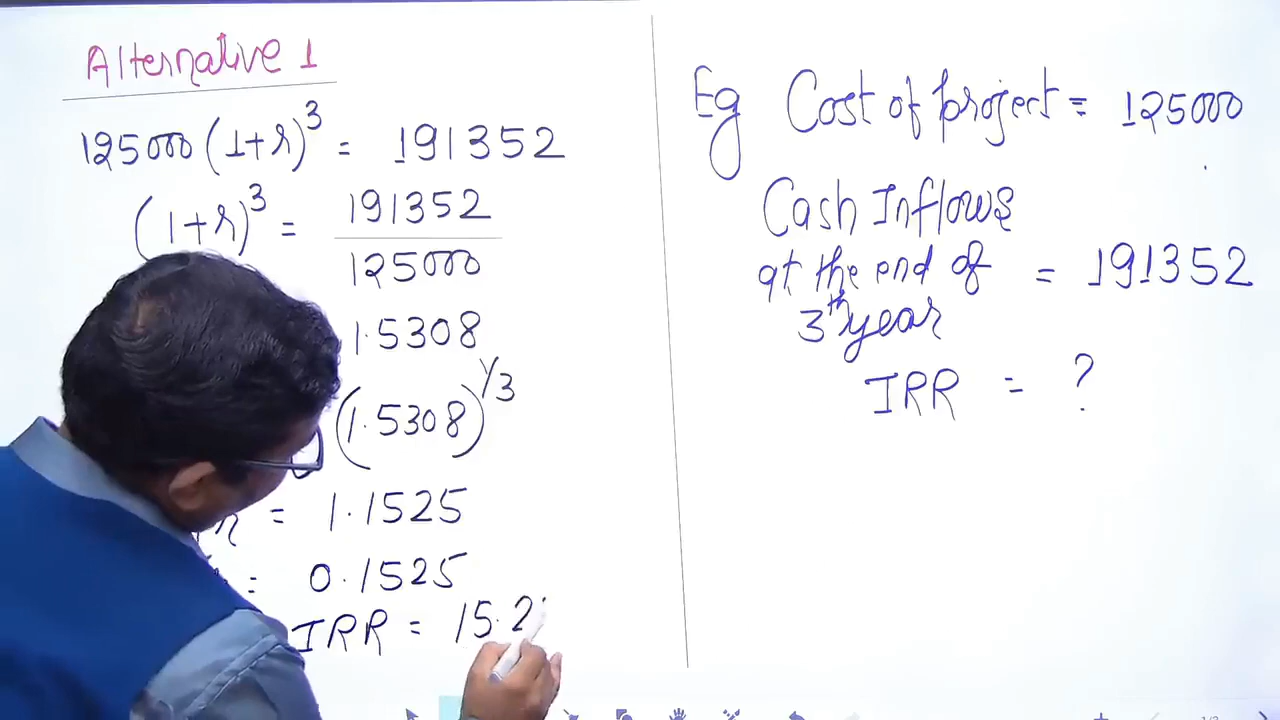 Alternative 1
125000 (1+r)^3 = 191352
(1+r)^3 = 191352 / 125000
1.5308
(1.5308)^1/3
r = 1.1525
= 0.1525
IRR = 15.2
Eg Cost of project = 125000
Cash Inflows
at the end of = 191352
3th year
IRR = ?